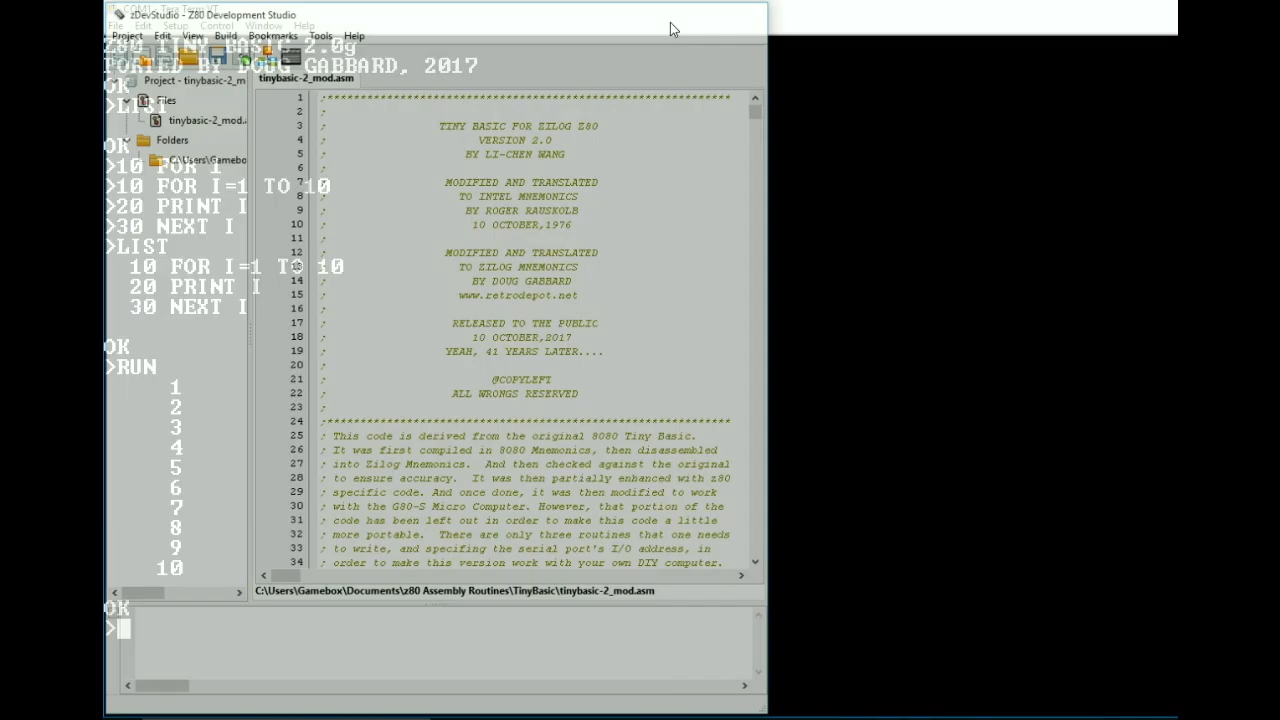 COM1 - Tera Term VT
zDevStudio - Z80 Development Studio
File Edit Setup Control Window Help
Project Edit View Build Bookmarks Tools Help
Z80 TINY BASIC 2.0g
PORTED BY DOUG GABBARD, 2017
OK
>LIST
OK
>10 FOR I
>10 FOR I=1 TO 10
>20 PRINT I
>30 NEXT I
>LIST
10 FOR I=1 TO 10
20 PRINT I
30 NEXT I
OK
>RUN
1
2
3
4
5
6
7
8
9
10
OK
>
Project - tinybasic-2_m
Files
tinybasic-2_mod.
Folders
C:\Users\Gamebo
tinybasic-2_mod.asm
1 ;******************************************************************
2 ;
3 ; TINY BASIC FOR ZILOG Z80
4 ; VERSION 2.0
5 ; BY LI-CHEN WANG
6 ;
7 ; MODIFIED AND TRANSLATED
8 ; TO INTEL MNEMONICS
9 ; BY ROGER RAUSKOLB
10 ; 10 OCTOBER,1976
11 ;
12 ; MODIFIED AND TRANSLATED
13 ; TO ZILOG MNEMONICS
14 ; BY DOUG GABBARD
15 ; www.retrodepot.net
16 ;
17 ; RELEASED TO THE PUBLIC
18 ; 10 OCTOBER,2017
19 ; YEAH, 41 YEARS LATER....
20 ;
21 ; @COPYLEFT
22 ; ALL WRONGS RESERVED
23 ;
24 ;******************************************************************
25 ; This code is derived from the original 8080 Tiny Basic.
26 ; It was first compiled in 8080 Mnemonics, then disassembled
27 ; into Zilog Mnemonics. And then checked against the original
28 ; to ensure accuracy. It was then partially enhanced with z80
29 ; specific code. And once done, it was then modified to work
30 ; with the G80-S Micro Computer. However, that portion of the
31 ; code has been left out in order to make this code a little
32 ; more portable. There are only three routines that one needs
33 ; to write, and specifing the serial port's I/O address, in
34 ; order to make this version work with your own DIY computer.
C:\Users\Gamebox\Documents\z80 Assembly Routines\TinyBasic\tinybasic-2_mod.asm